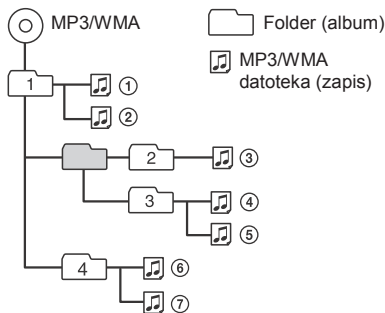 MP3/WMA
Folder (album)
MP3/WMA
datoteka (zapis)
1
①
②
2
③
3
④
⑤
4
⑥
⑦